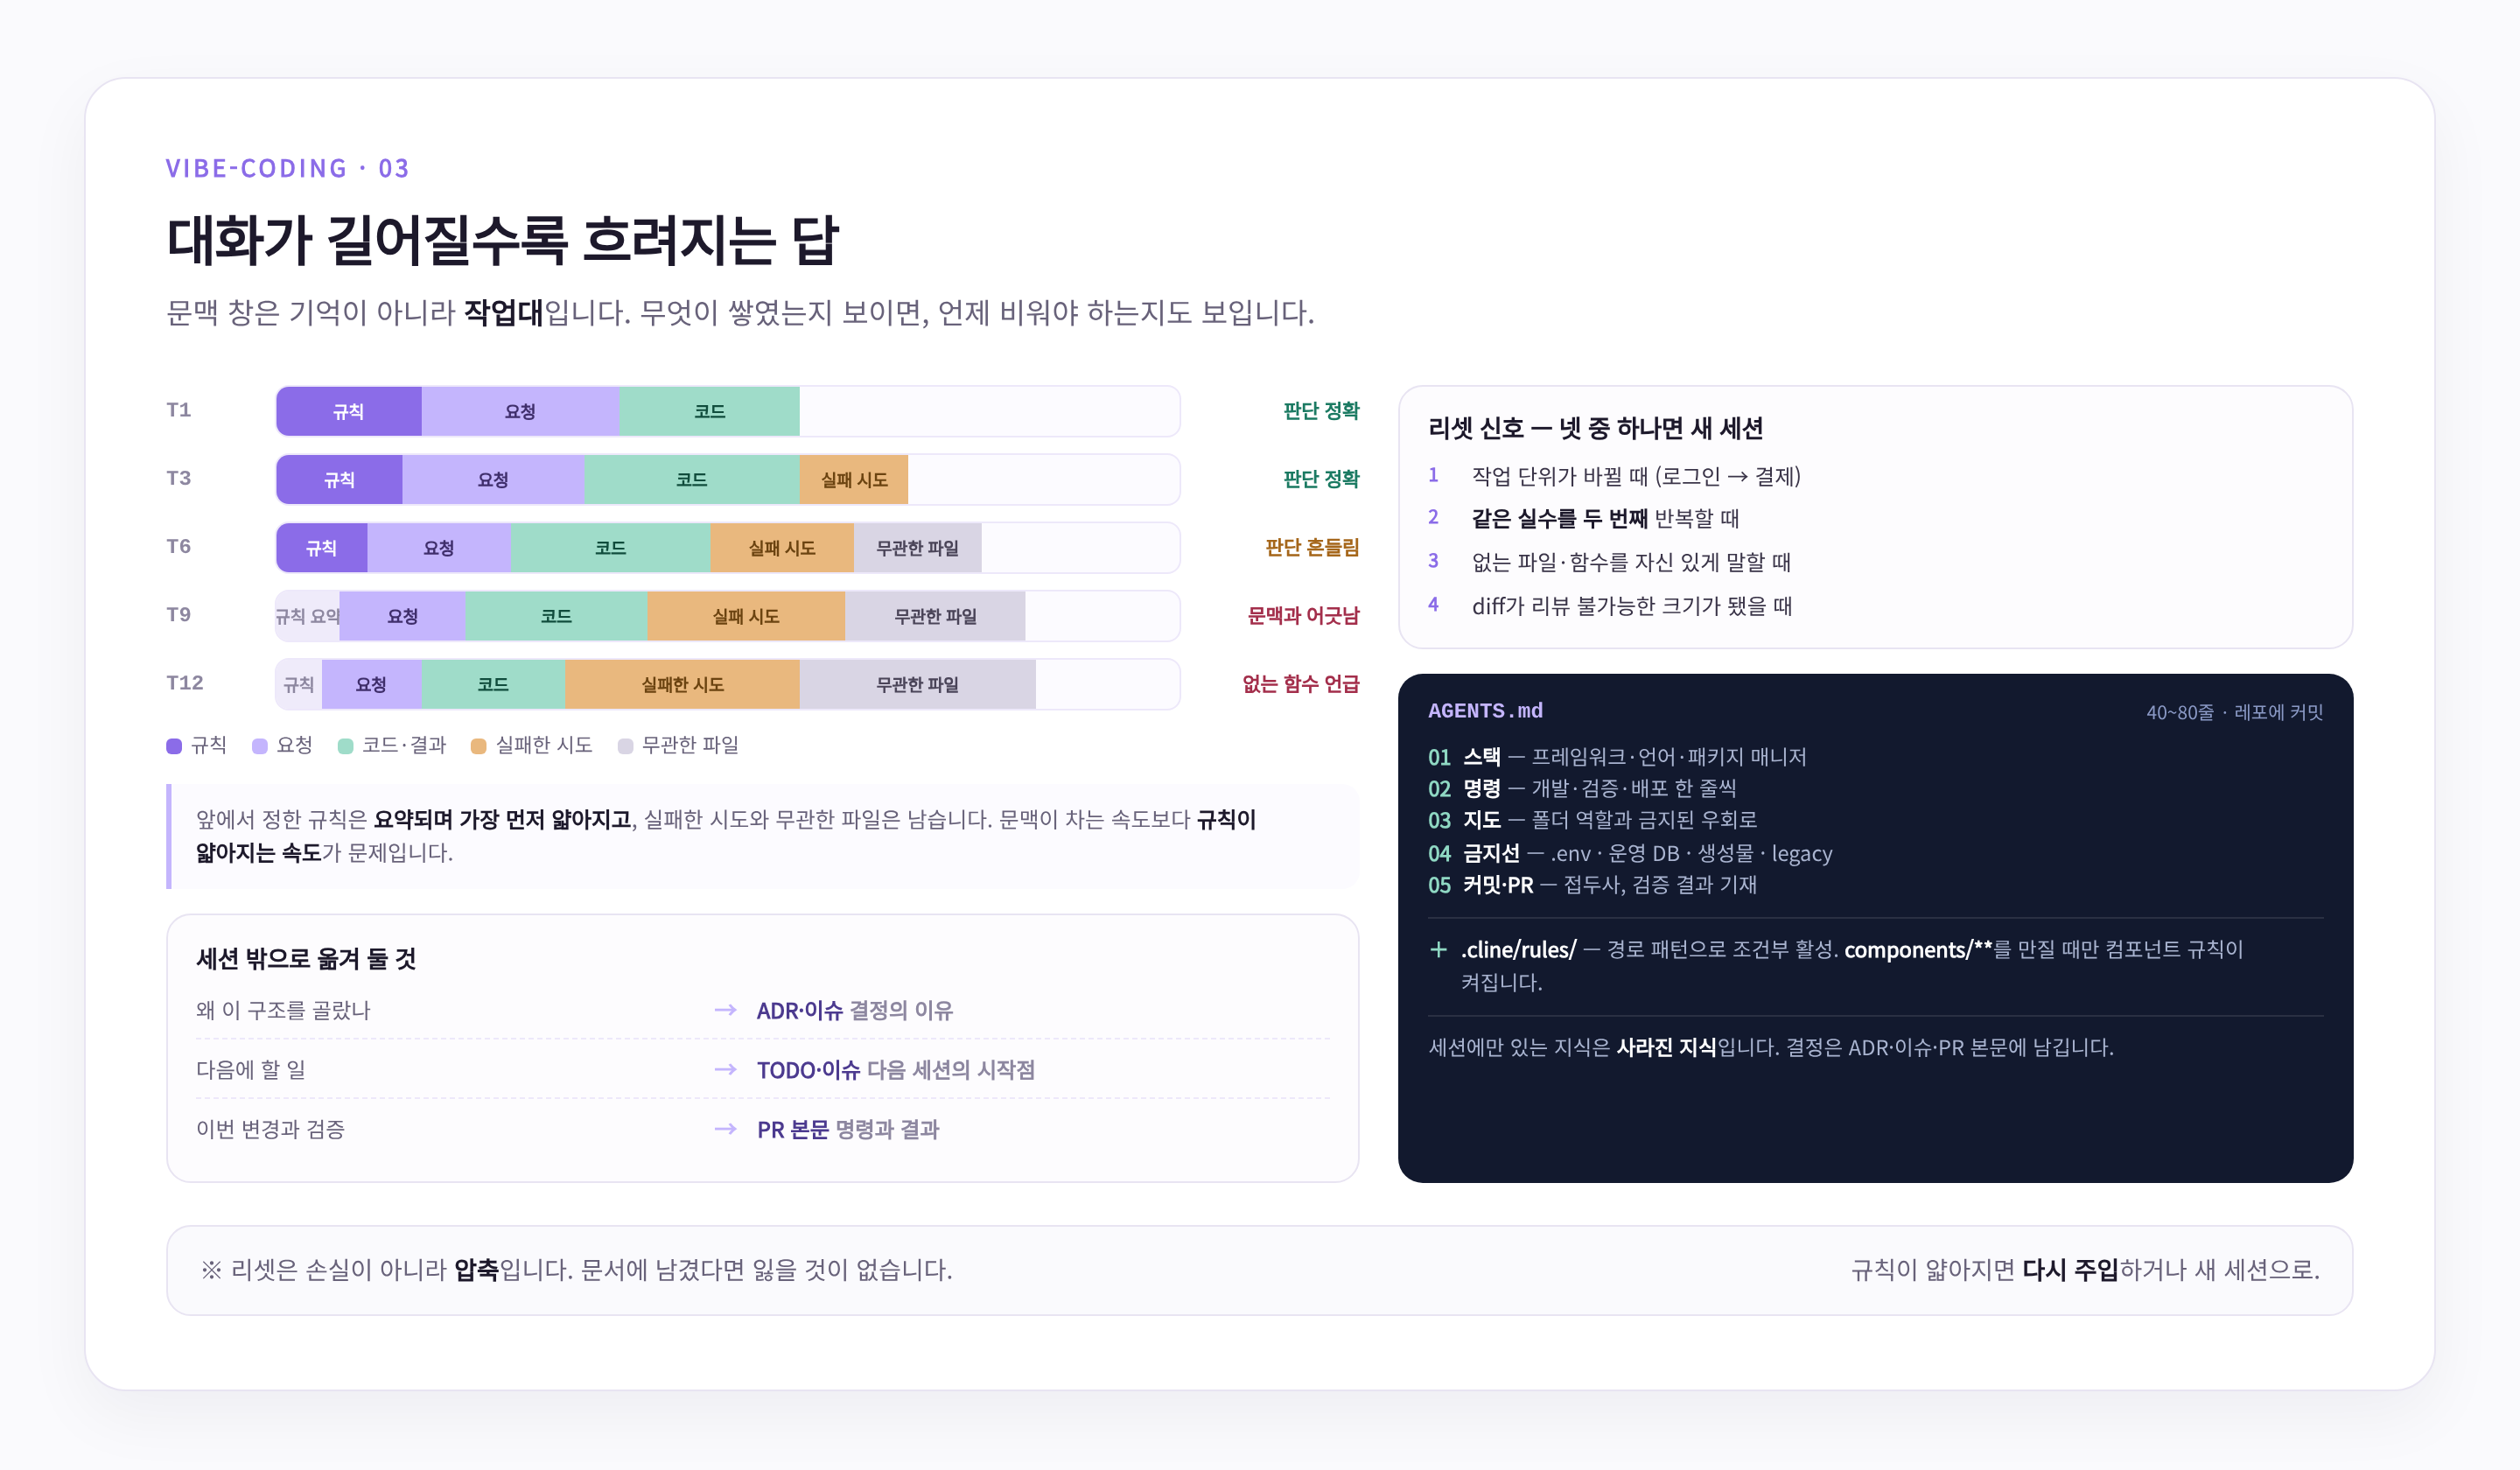 VIBE-CODING · 03
대화가 길어질수록 흐려지는 답
문맥 창은 기억이 아니라 작업대입니다. 무엇이 쌓였는지 보이면, 언제 비워야 하는지도 보입니다.
T1 규칙 요청 코드 판단 정확
T3 규칙 요청 코드 실패 시도 판단 정확
T6 규칙 요청 코드 실패 시도 무관한 파일 판단 흔들림
T9 규칙 요약 요청 코드 실패 시도 무관한 파일 문맥과 어긋남
T12 규칙 요청 코드 실패한 시도 무관한 파일 없는 함수 언급
규칙 요청 코드·결과 실패한 시도 무관한 파일
앞에서 정한 규칙은 요약되며 가장 먼저 얇아지고, 실패한 시도와 무관한 파일은 남습니다. 문맥이 차는 속도보다 규칙이
얇아지는 속도가 문제입니다.
세션 밖으로 옮겨 둘 것
왜 이 구조를 골랐나 → ADR·이슈 결정의 이유
다음에 할 일 → TODO·이슈 다음 세션의 시작점
이번 변경과 검증 → PR 본문 명령과 결과
리셋 신호 — 넷 중 하나면 새 세션
1 작업 단위가 바뀔 때 (로그인 → 결제)
2 같은 실수를 두 번째 반복할 때
3 없는 파일·함수를 자신 있게 말할 때
4 diff가 리뷰 불가능한 크기가 됐을 때
AGENTS.md 40~80줄 · 레포에 커밋
01 스택 — 프레임워크·언어·패키지 매니저
02 명령 — 개발·검증·배포 한 줄씩
03 지도 — 폴더 역할과 금지된 우회로
04 금지선 — .env · 운영 DB · 생성물 · legacy
05 커밋·PR — 접두사, 검증 결과 기재
+ .cline/rules/ — 경로 패턴으로 조건부 활성. components/**를 만질 때만 컴포넌트 규칙이
켜집니다.
세션에만 있는 지식은 사라진 지식입니다. 결정은 ADR·이슈·PR 본문에 남깁니다.
※ 리셋은 손실이 아니라 압축입니다. 문서에 남겼다면 잃을 것이 없습니다.
규칙이 얇아지면 다시 주입하거나 새 세션으로.